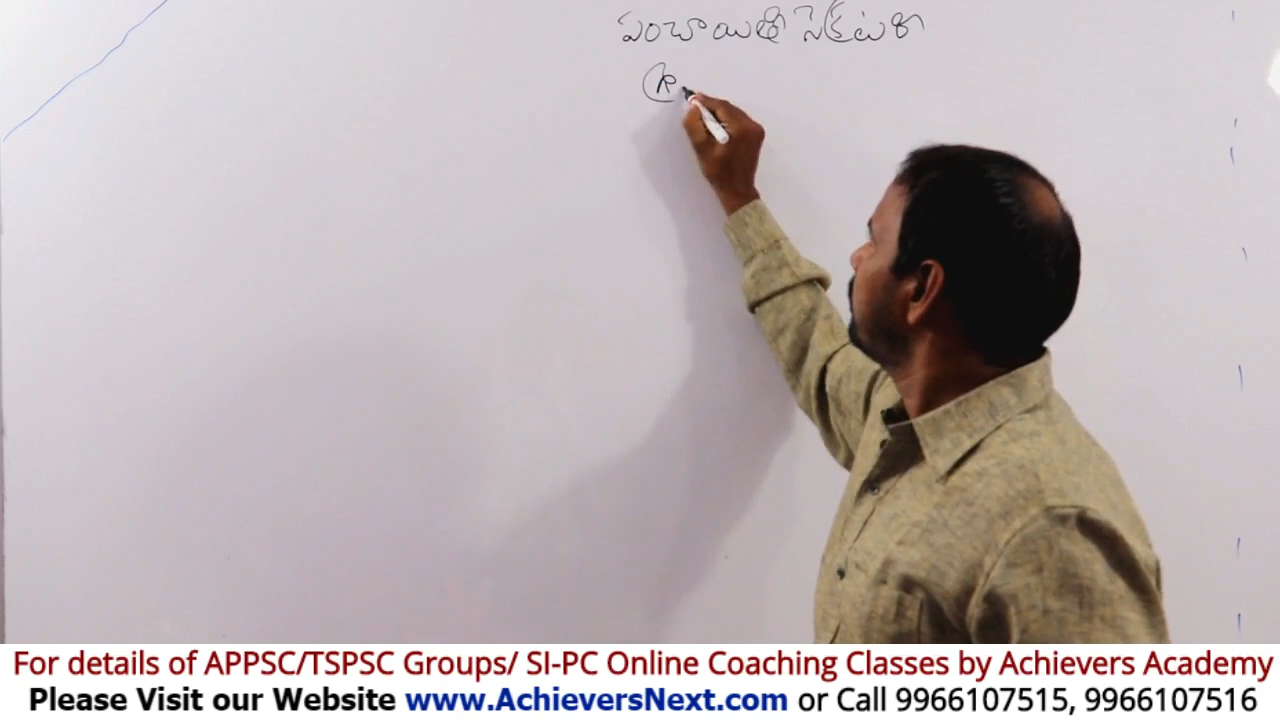 పంచాయితీ సెక్రటరీ
(R
For details of APPSC/TSPSC Groups/ SI-PC Online Coaching Classes by Achievers Academy
Please Visit our Website www.AchieversNext.com or Call 9966107515, 9966107516